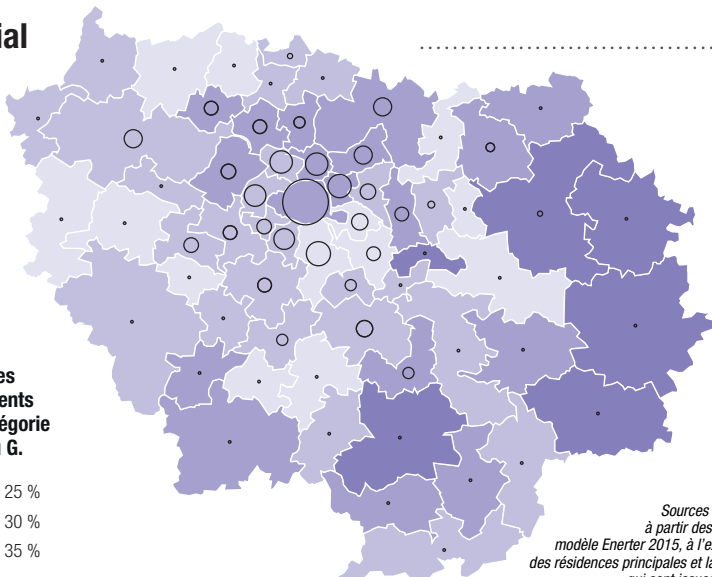 ial
es
ents
égorie
G.
25 %
30 %
35 %
Sources
à partir des
modèle Enerter 2015, à l'e
des résidences principales et la